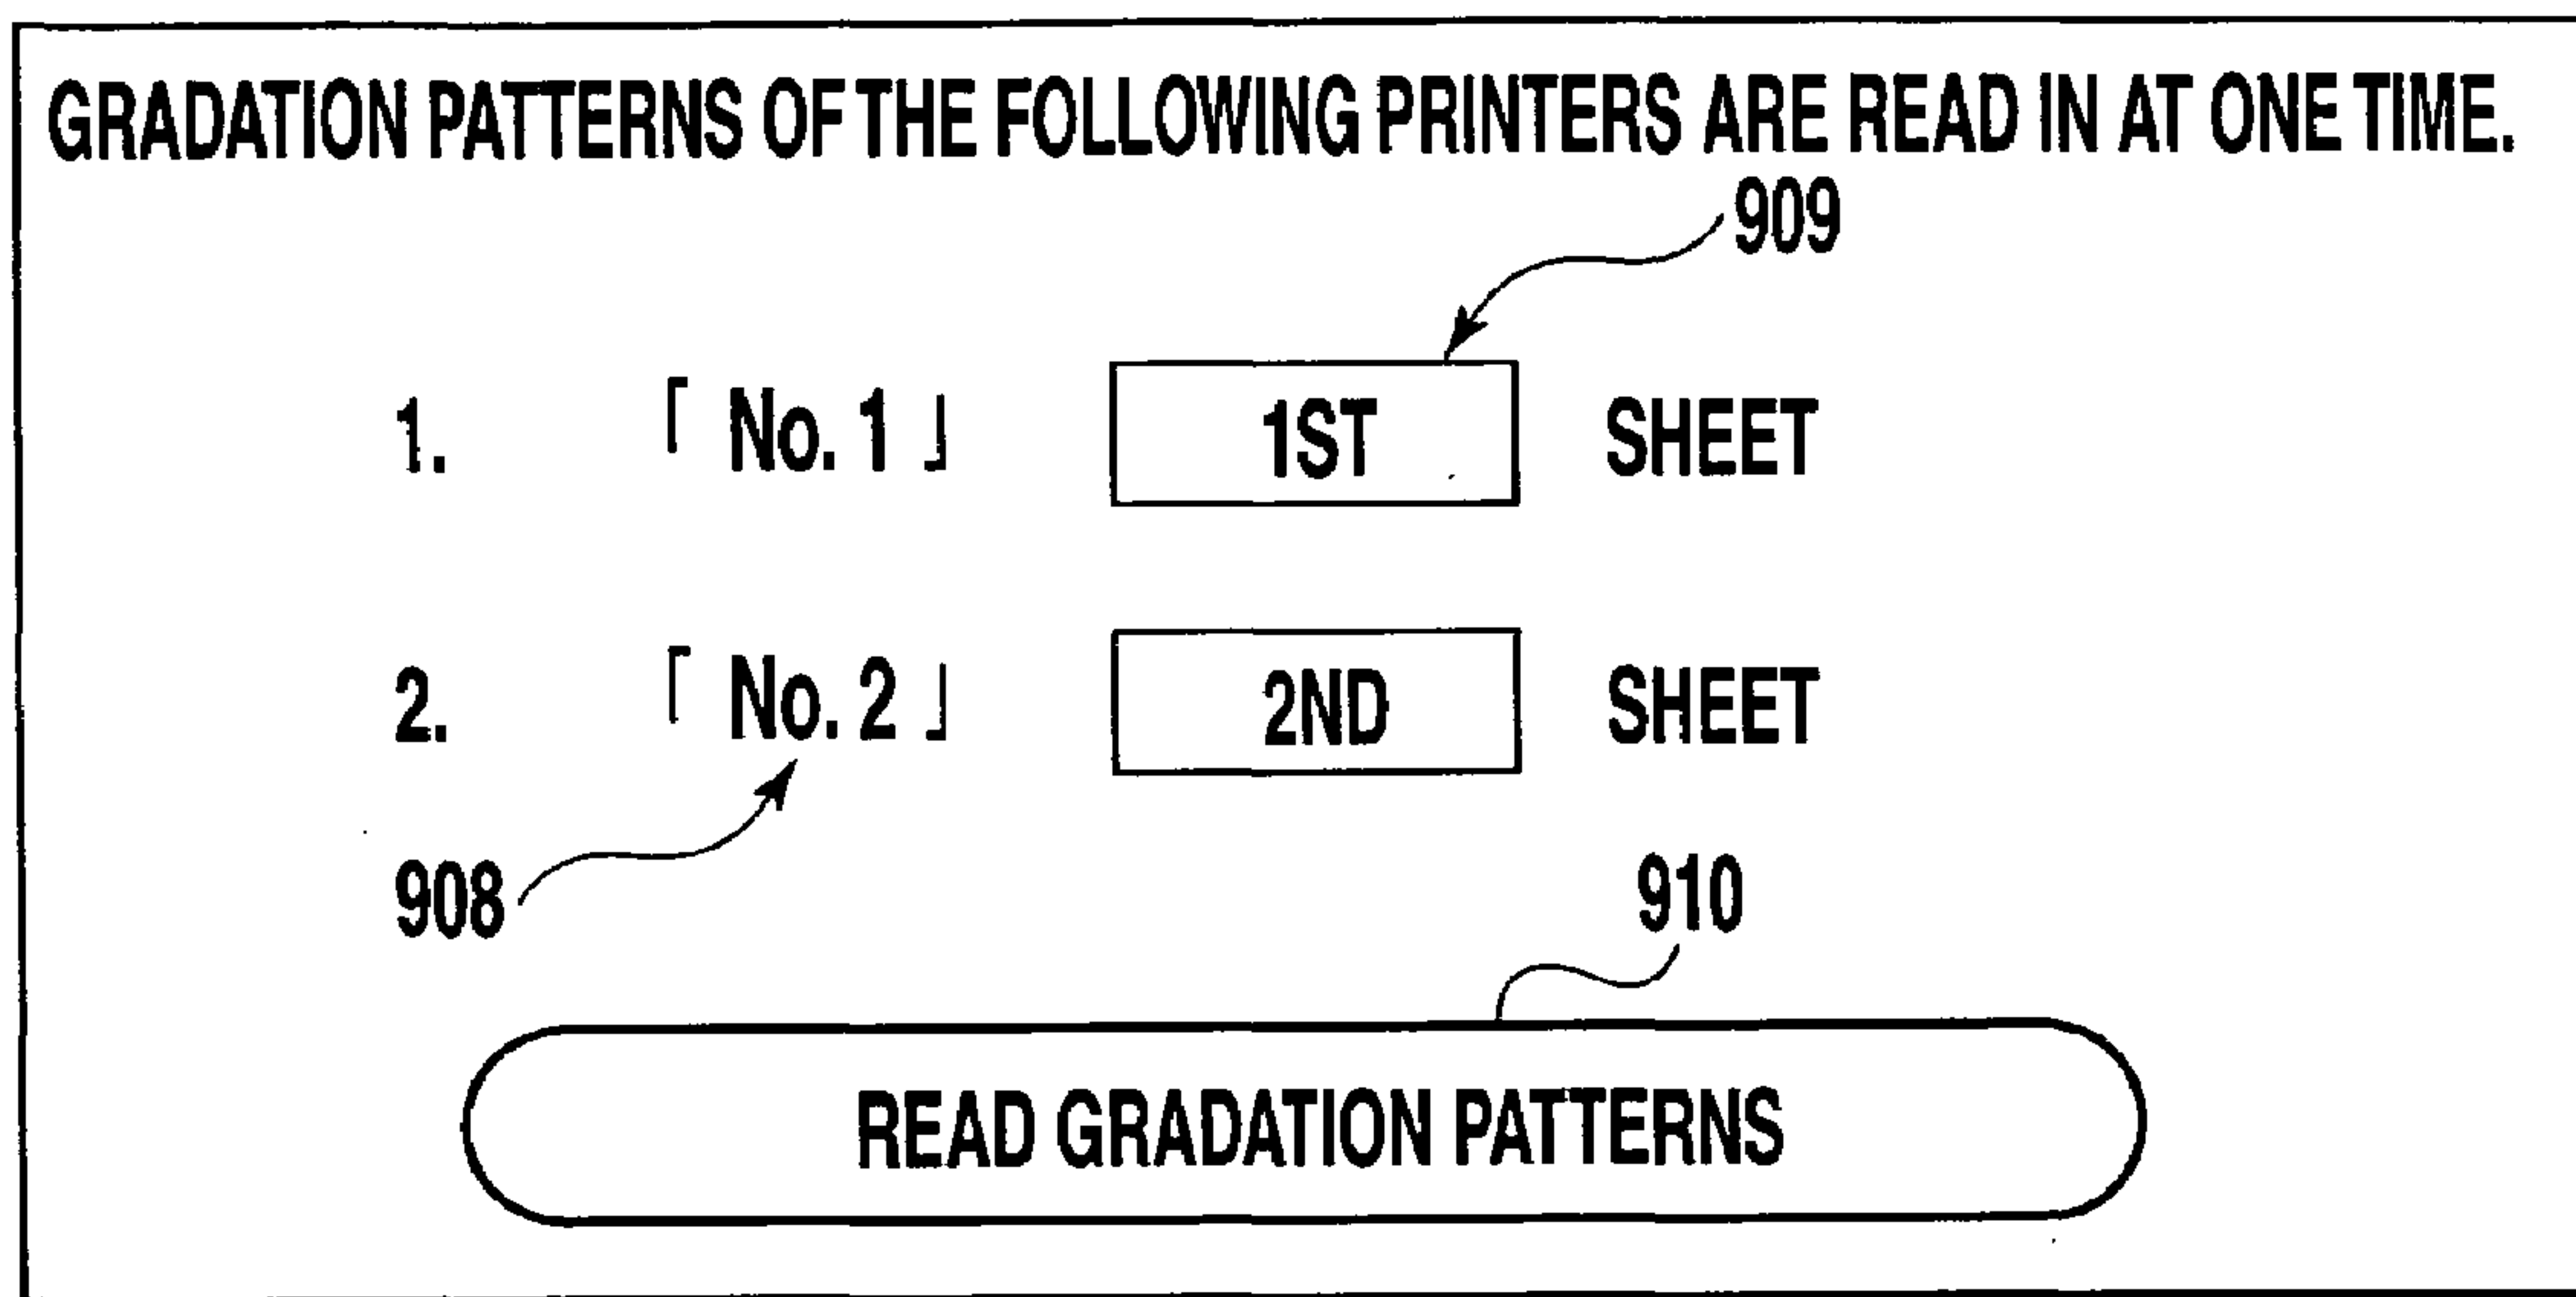 GRADATION PATTERNS OF THE FOLLOWING PRINTERS ARE READ IN AT ONE TIME.
909
1. 「 No. 1 」 1ST SHEET
2. 「 No. 2 」 2ND SHEET
908
910
READ GRADATION PATTERNS